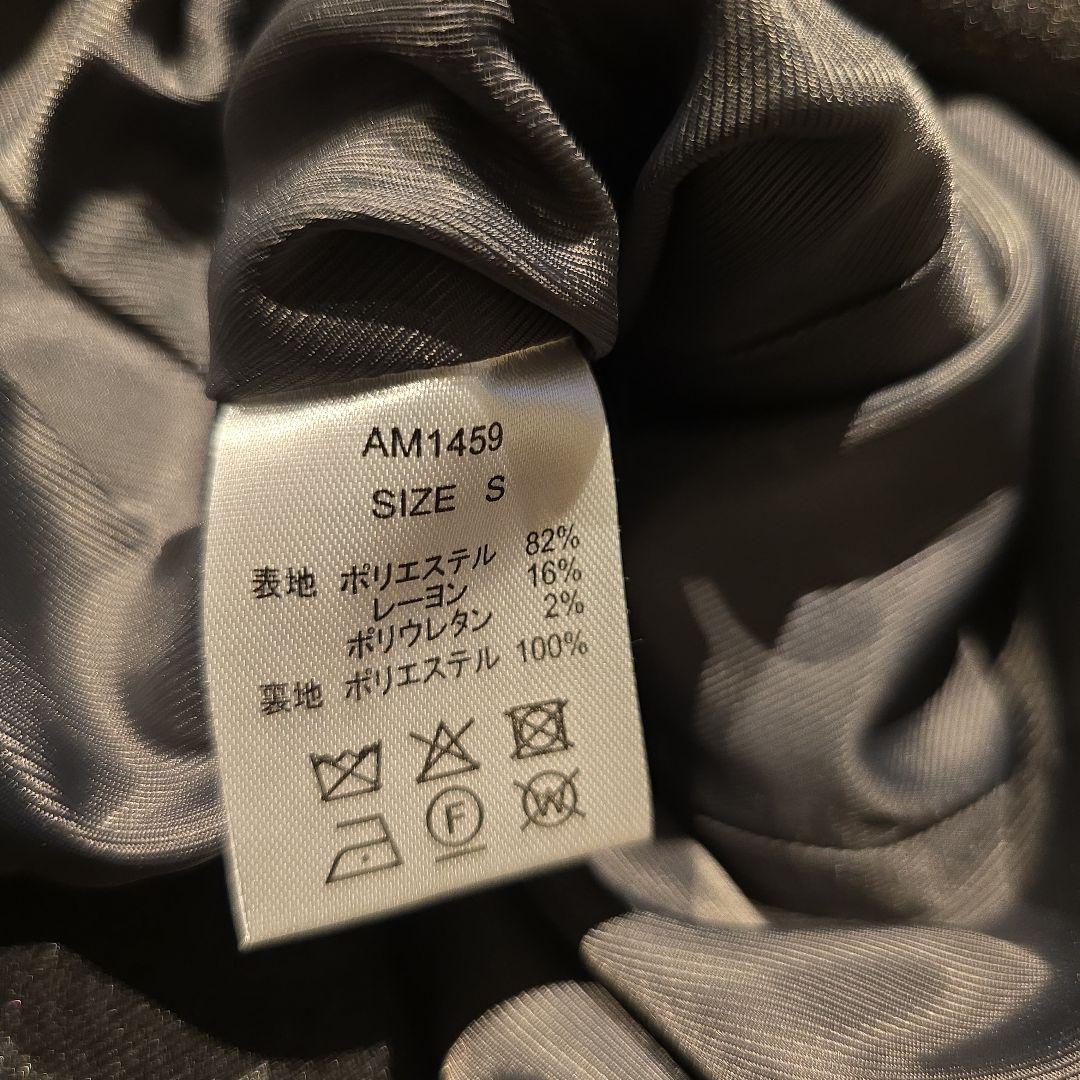 AM1459
SIZE S
表地 ポリエステル 82%
レーヨン 16%
ポリウレタン 2%
裏地 ポリエステル 100%
F
W